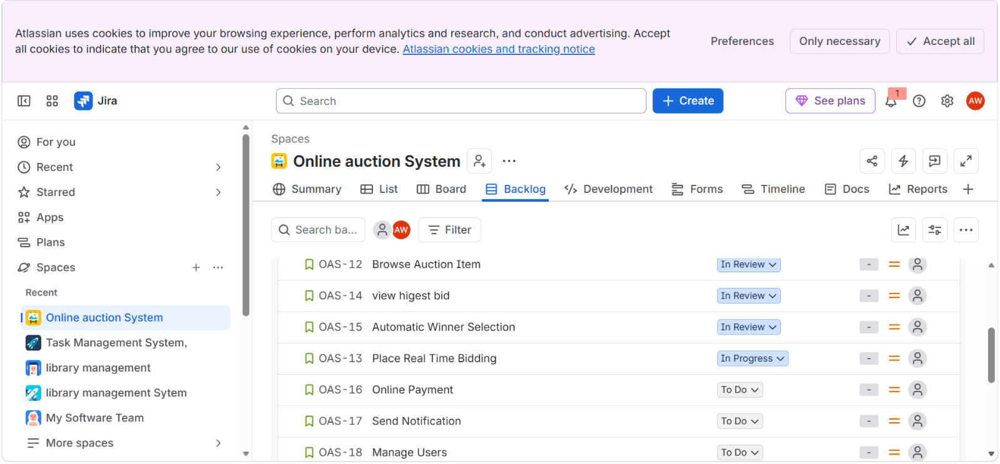 Atlassian uses cookies to improve your browsing experience, perform analytics and research, and conduct advertising. Accept
all cookies to indicate that you agree to our use of cookies on your device. Atlassian cookies and tracking notice
Preferences
Only necessary
Accept all
Jira
Search
Create
See plans
1
AW
For you
Recent
Starred
Apps
Plans
Spaces
Recent
Online auction System
Task Management System,
library management
library management Sytem
My Software Team
More spaces
Spaces
Online auction System
Summary
List
Board
Backlog
Development
Forms
Timeline
Docs
Reports
Search ba...
AW
Filter
OAS-12 Browse Auction Item In Review -
OAS-14 view higest bid In Review -
OAS-15 Automatic Winner Selection In Review -
OAS-13 Place Real Time Bidding In Progress -
OAS-16 Online Payment To Do -
OAS-17 Send Notification To Do -
OAS-18 Manage Users To Do -